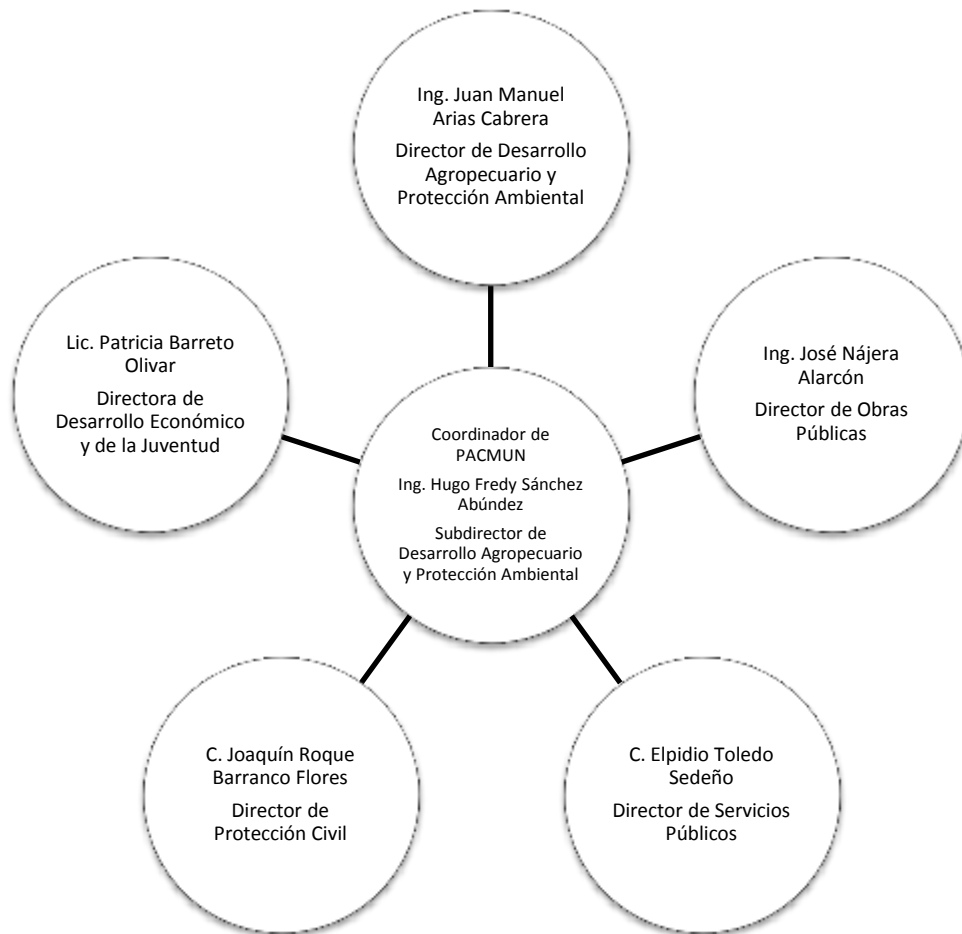 Ing. Juan Manuel
Arias Cabrera
Director de Desarrollo
Agropecuario y
Protección Ambiental
Lic. Patricia Barreto
Olivar
Directora de
Desarrollo Económico
y de la Juventud
Ing. José Nájera
Alarcón
Director de Obras
Públicas
Coordinador de
PACMUN
Ing. Hugo Fredy Sánchez
Abúndez
Subdirector de
Desarrollo Agropecuario
y Protección Ambiental
C. Joaquín Roque
Barranco Flores
Director de
Protección Civil
C. Elpidio Toledo
Sedeño
Director de Servicios
Públicos